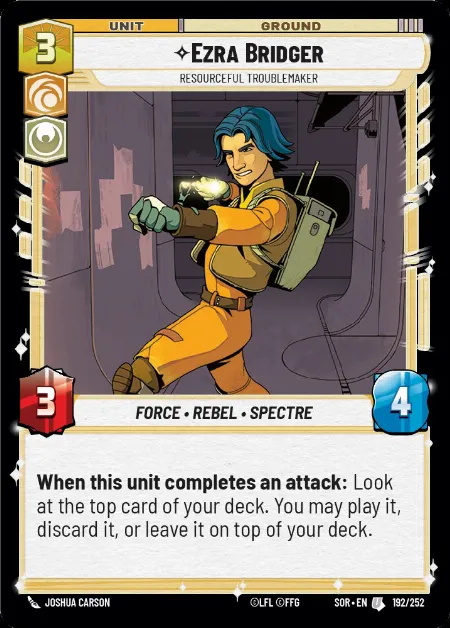 3
UNIT
GROUND
✧EZRA BRIDGER
RESOURCEFUL TROUBLEMAKER
3
FORCE • REBEL • SPECTRE
4
When this unit completes an attack: Look
at the top card of your deck. You may play it,
discard it, or leave it on top of your deck.
JOSHUA CARSON
©LFL ©FFG
SOR • EN U 192/252